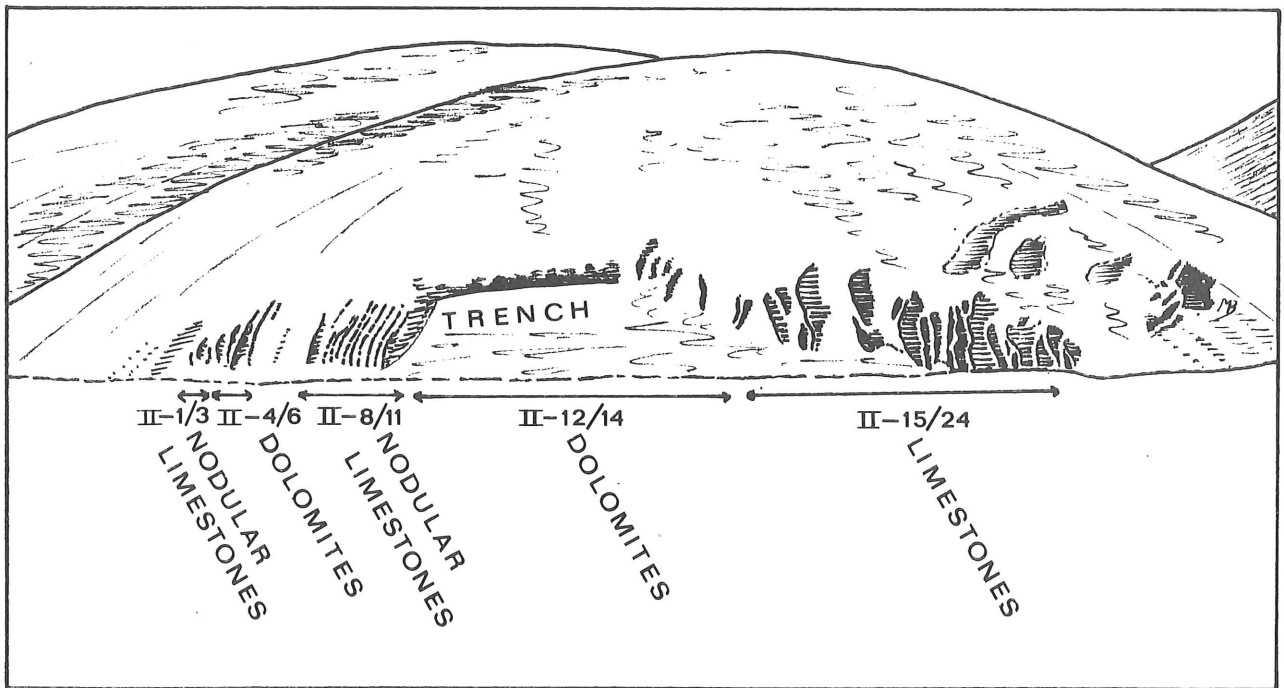 TRENCH
II-1/3
II-4/6
II-8/11
II-12/14
II-15/24
NODULAR
LIMESTONES
DOLOMITES
NODULAR
LIMESTONES
DOLOMITES
LIMESTONES